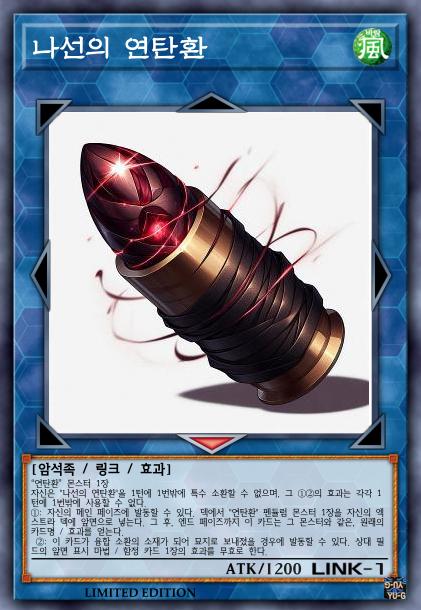 나선의 연탄환
바람
風
[암석족 / 링크 / 효과]
"연탄환" 몬스터 1장
자신은 "나선의 연탄환"을 1턴에 1번밖에 특수 소환할 수 없으며, 그 ①②의 효과는 각각 1
턴에 1번밖에 사용할 수 없다.
①: 자신의 메인 페이즈에 발동할 수 있다. 덱에서 "연탄환" 펜듈럼 몬스터 1장을 자신의 엑
스트라 덱에 앞면으로 넣는다. 그 후, 엔드 페이즈까지 이 카드는 그 몬스터와 같은, 원래의
카드명 / 효과를 얻는다.
②: 이 카드가 융합 소환의 소재가 되어 묘지로 보내졌을 경우에 발동할 수 있다. 상대 필
드의 앞면 표시 마법 / 함정 카드 1장의 효과를 무효로 한다.
ATK/1200 LINK-1
LIMITED EDITION